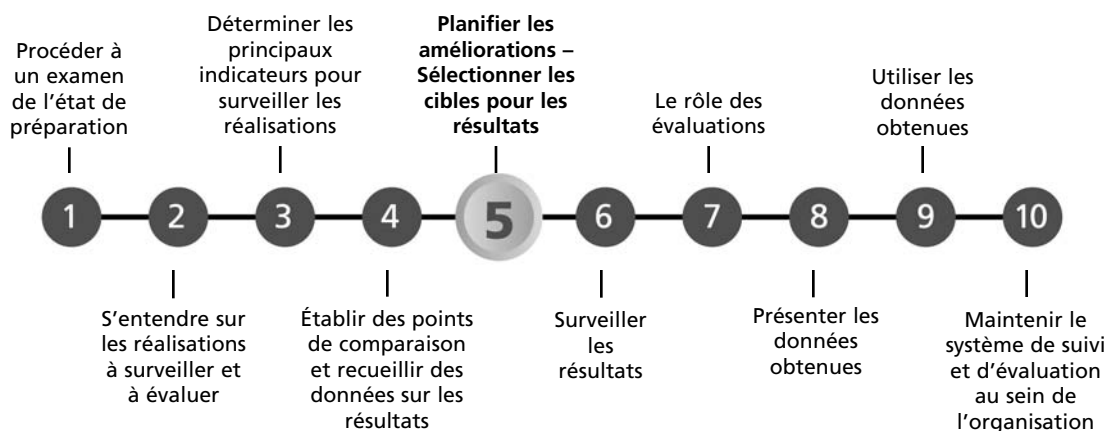 Procéder à
un examen
de l’état de
préparation
Déterminer les
principaux
indicateurs pour
surveiller les
réalisations
Planifier les
améliorations –
Sélectionner les
cibles pour les
résultats
Le rôle des
évaluations
Utiliser les
données
obtenues
1
2
3
4
5
6
7
8
9
10
S’entendre sur
les réalisations
à surveiller et
à évaluer
Établir des points
de comparaison
et recueillir des
données sur les
résultats
Surveiller
les
résultats
Présenter les
données
obtenues
Maintenir le
système de suivi
et d’évaluation
au sein de
l’organisation